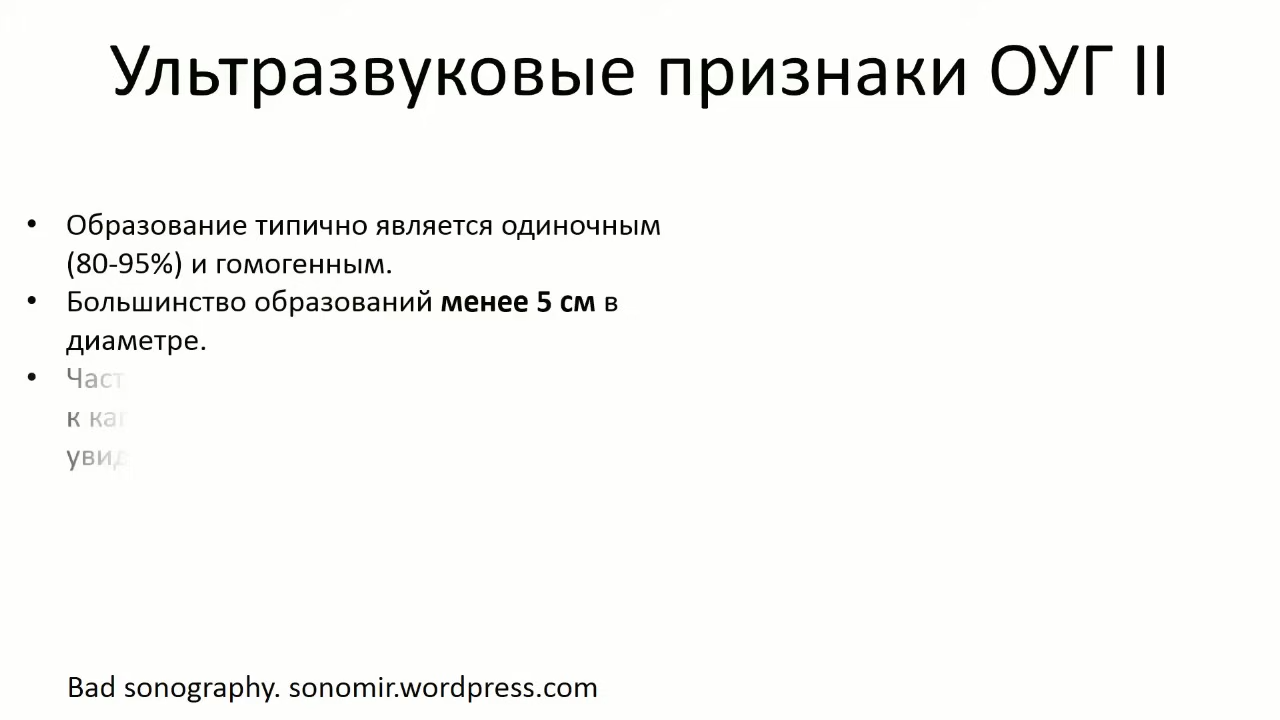 Ультразвуковые признаки ОУГ II
• Образование типично является одиночным
(80-95%) и гомогенным.
• Большинство образований менее 5 см в
диаметре.
•
к
Bad sonography. sonomir.wordpress.com